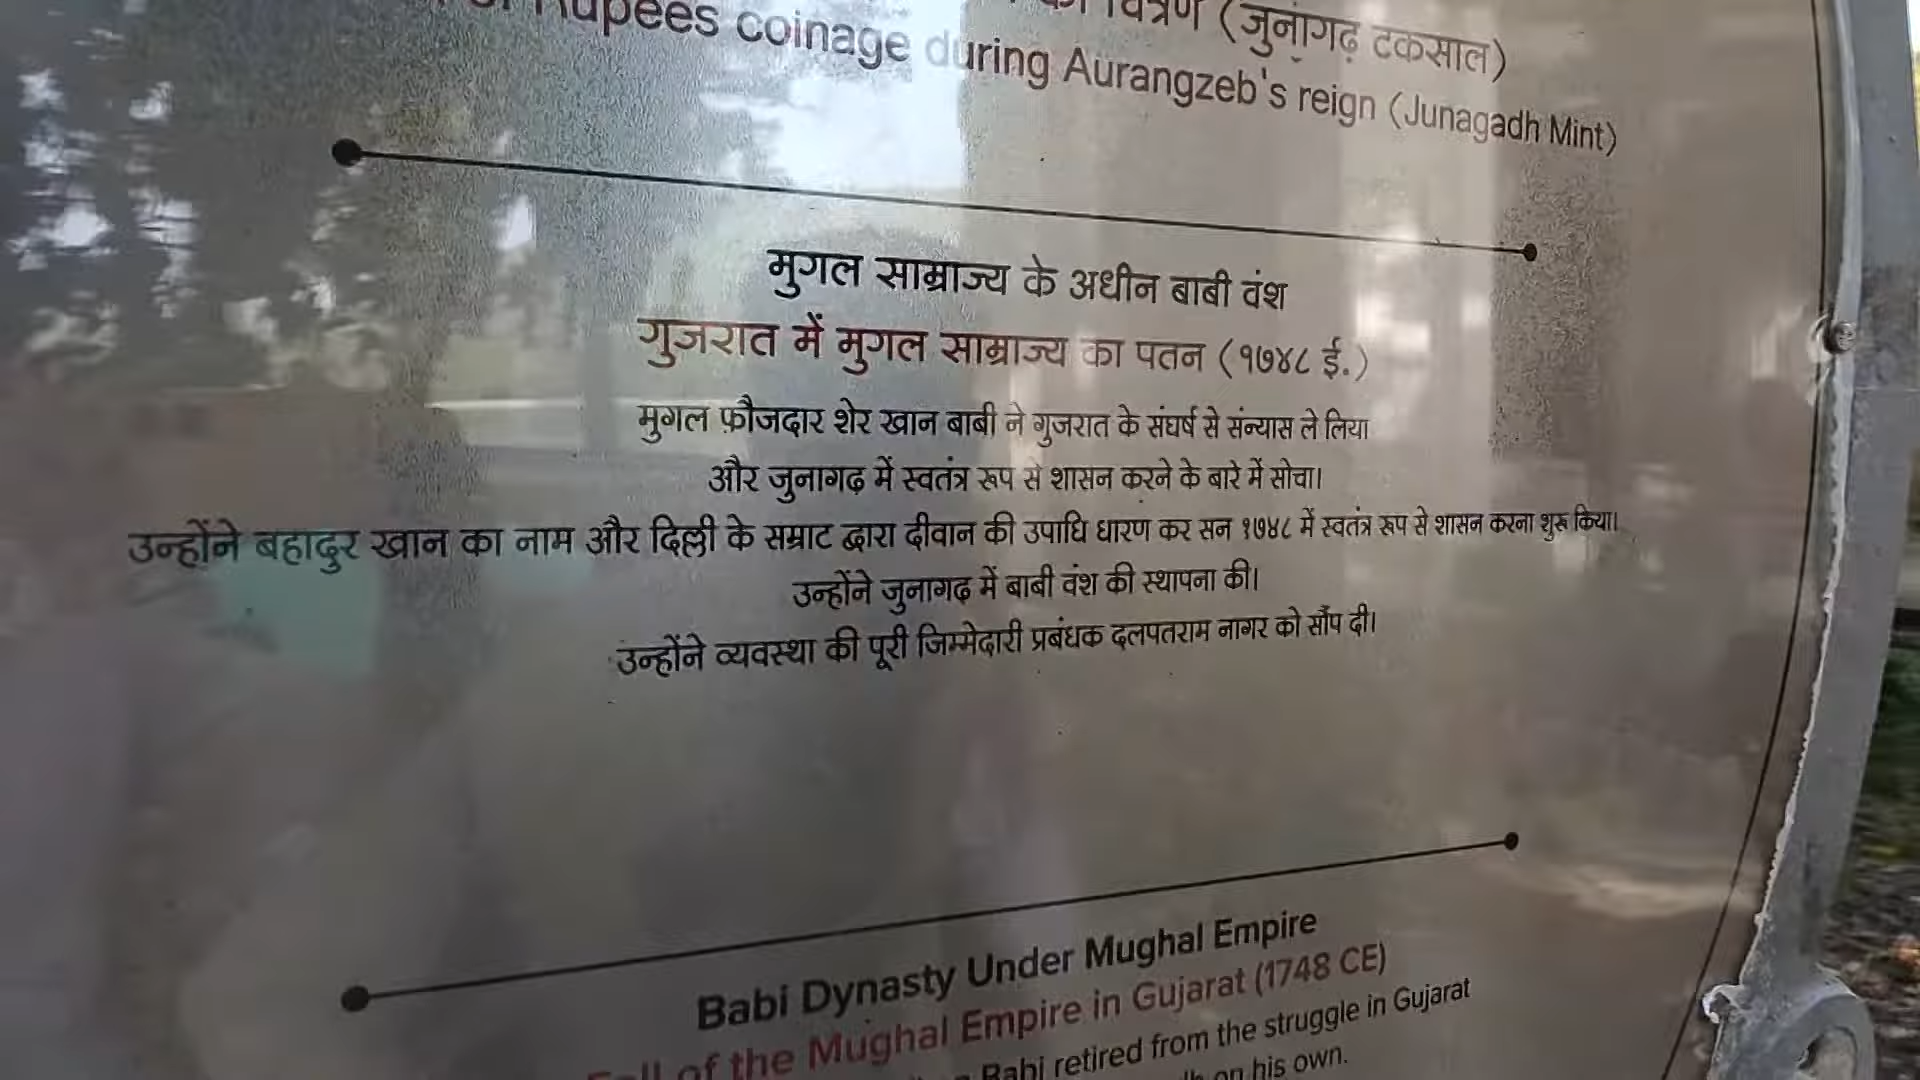 चित्रण (जुनागढ़ टकसाल)
Rupees coinage during Aurangzeb's reign (Junagadh Mint)
मुगल साम्राज्य के अधीन बाबी वंश
गुजरात में मुगल साम्राज्य का पतन (१७४८ ई.)
मुगल फ़ौजदार शेर खान बाबी ने गुजरात के संघर्ष से संन्यास ले लिया
और जुनागढ़ में स्वतंत्र रूप से शासन करने के बारे में सोचा।
उन्होंने बहादुर खान का नाम और दिल्ली के सम्राट द्वारा दीवान की उपाधि धारण कर सन १७४८ में स्वतंत्र रूप से शासन करना शुरू किया।
उन्होंने जुनागढ़ में बाबी वंश की स्थापना की।
उन्होंने व्यवस्था की पूरी जिम्मेदारी प्रबंधक दलपतराम नागर को सौंप दी।
Babi Dynasty Under Mughal Empire
Fall of the Mughal Empire in Gujarat (1748 CE)
Babi retired from the struggle in Gujarat
on his own.